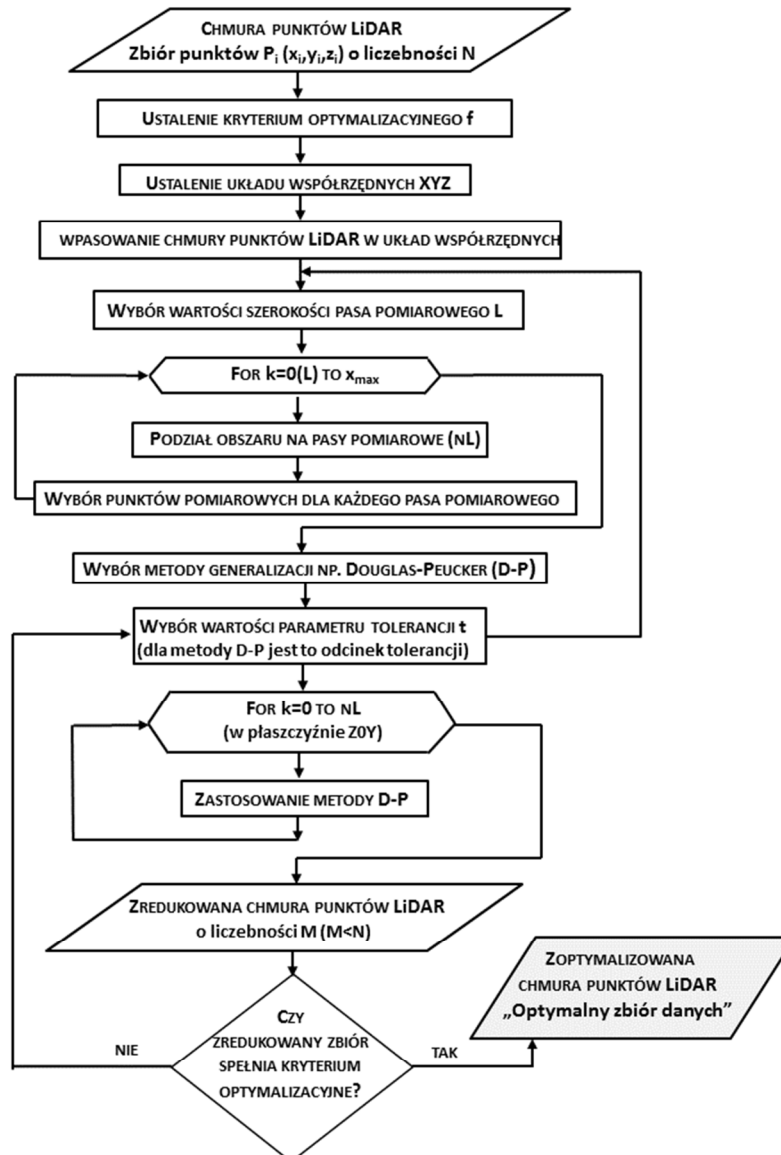 CHMURA PUNKTÓW LiDAR
Zbiór punktów Pi (xi,yi,zi) o liczebności N
USTALENIE KRYTERIUM OPTYMALIZACYJNEGO f
USTALENIE UKŁADU WSPÓŁRZĘDNYCH XYZ
WPASOWANIE CHMURY PUNKTÓW LiDAR W UKŁAD WSPÓŁRZĘDNYCH
WYBÓR WARTOŚCI SZEROKOŚCI PASA POMIAROWEGO L
FOR k=0(L) TO xmax
PODZIAŁ OBSZARU NA PASY POMIAROWE (NL)
WYBÓR PUNKTÓW POMIAROWYCH DLA KAŻDEGO PASA POMIAROWEGO
WYBÓR METODY GENERALIZACJI NP. DOUGLAS-PEUCKER (D-P)
WYBÓR WARTOŚCI PARAMETRU TOLERANCJI t
(dla metody D-P jest to odcinek tolerancji)
FOR k=0 TO NL
(w płaszczyźnie Z0Y)
ZASTOSOWANIE METODY D-P
ZREDUKOWANA CHMURA PUNKTÓW LiDAR
o liczebności M (M<N)
ZOPTYMALIZOWANA
CHMURA PUNKTÓW LiDAR
„Optymalny zbiór danych”
CZY
ZREDUKOWANY ZBIÓR
SPEŁNIA KRYTERIUM
OPTYMALIZACYJNE?
NIE
TAK